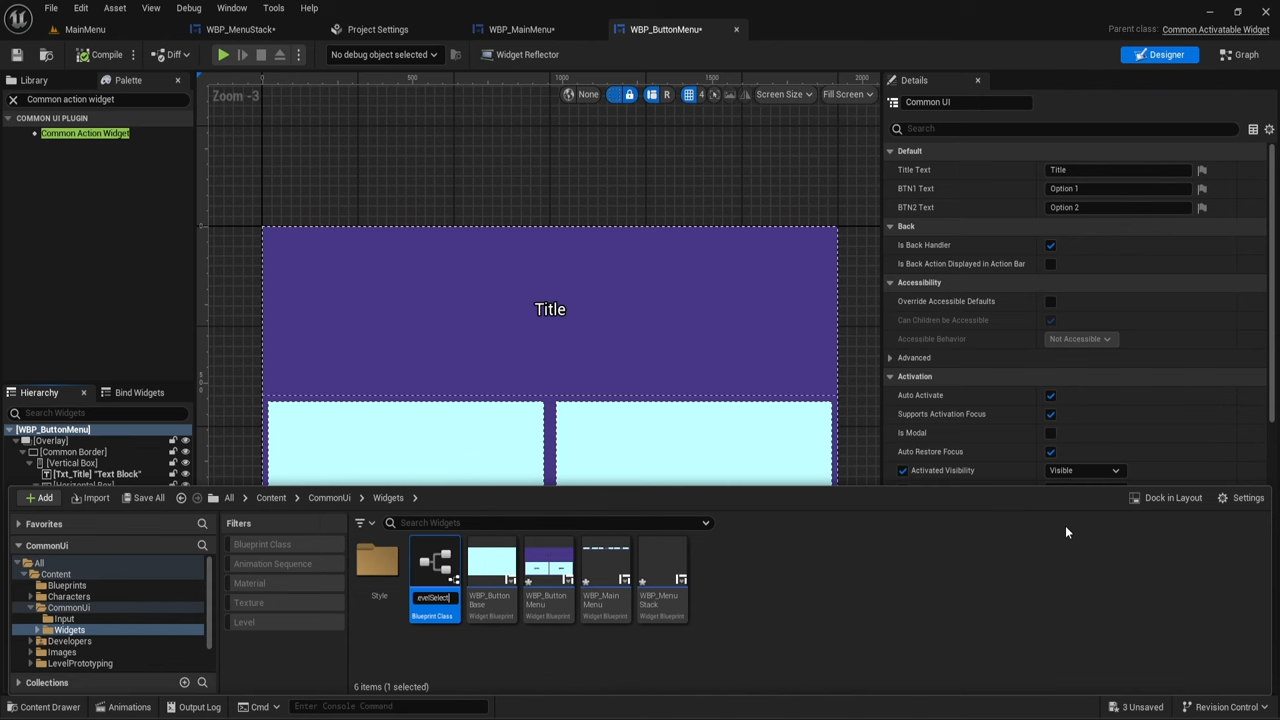 File Edit Asset View Debug Window Tools Help
MainMenu WBP_MenuStack* Project Settings WBP_MainMenu* WBP_ButtonMenu* Parent class: Common Activatable Widget
Compile Diff No debug object selected Widget Reflector Designer Graph
Library Palette
Common action widget
COMMON UI PLUGIN
Common Action Widget
0 500 1000 1500 2000
Zoom -3 None R 4 Screen Size Fill Screen
0
Title
Details
Common UI
Search
Default
Title Text Title
BTN1 Text Option 1
BTN2 Text Option 2
Back
Is Back Handler
Is Back Action Displayed in Action Bar
Accessibility
Override Accessible Defaults
Can Children be Accessible
Accessible Behavior Not Accessible
Advanced
Activation
Auto Activate
Supports Activation Focus
Is Modal
Auto Restore Focus
Activated Visibility Visible
Hierarchy Bind Widgets
Search Widgets
[WBP_ButtonMenu]
[Overlay]
[Common Border]
[Vertical Box]
[Txt_Title] "Text Block"
Add Import Save All All Content CommonUi Widgets Dock in Layout Settings
Favorites
CommonUi
All
Content
Blueprints
Characters
CommonUi
Input
Widgets
Developers
Images
LevelPrototyping
Collections
Filters
Blueprint Class
Animation Sequence
Material
Texture
Level
Search Widgets
Style
evelSelect
Blueprint Class
WBP_Button
Base
Widget Blueprint
WBP_Button
Menu
Widget Blueprint
WBP_Main
Menu
Widget Blueprint
WBP_Menu
Stack
Widget Blueprint
6 items (1 selected)
Content Drawer Animations Output Log Cmd Enter Console Command 3 Unsaved Revision Control